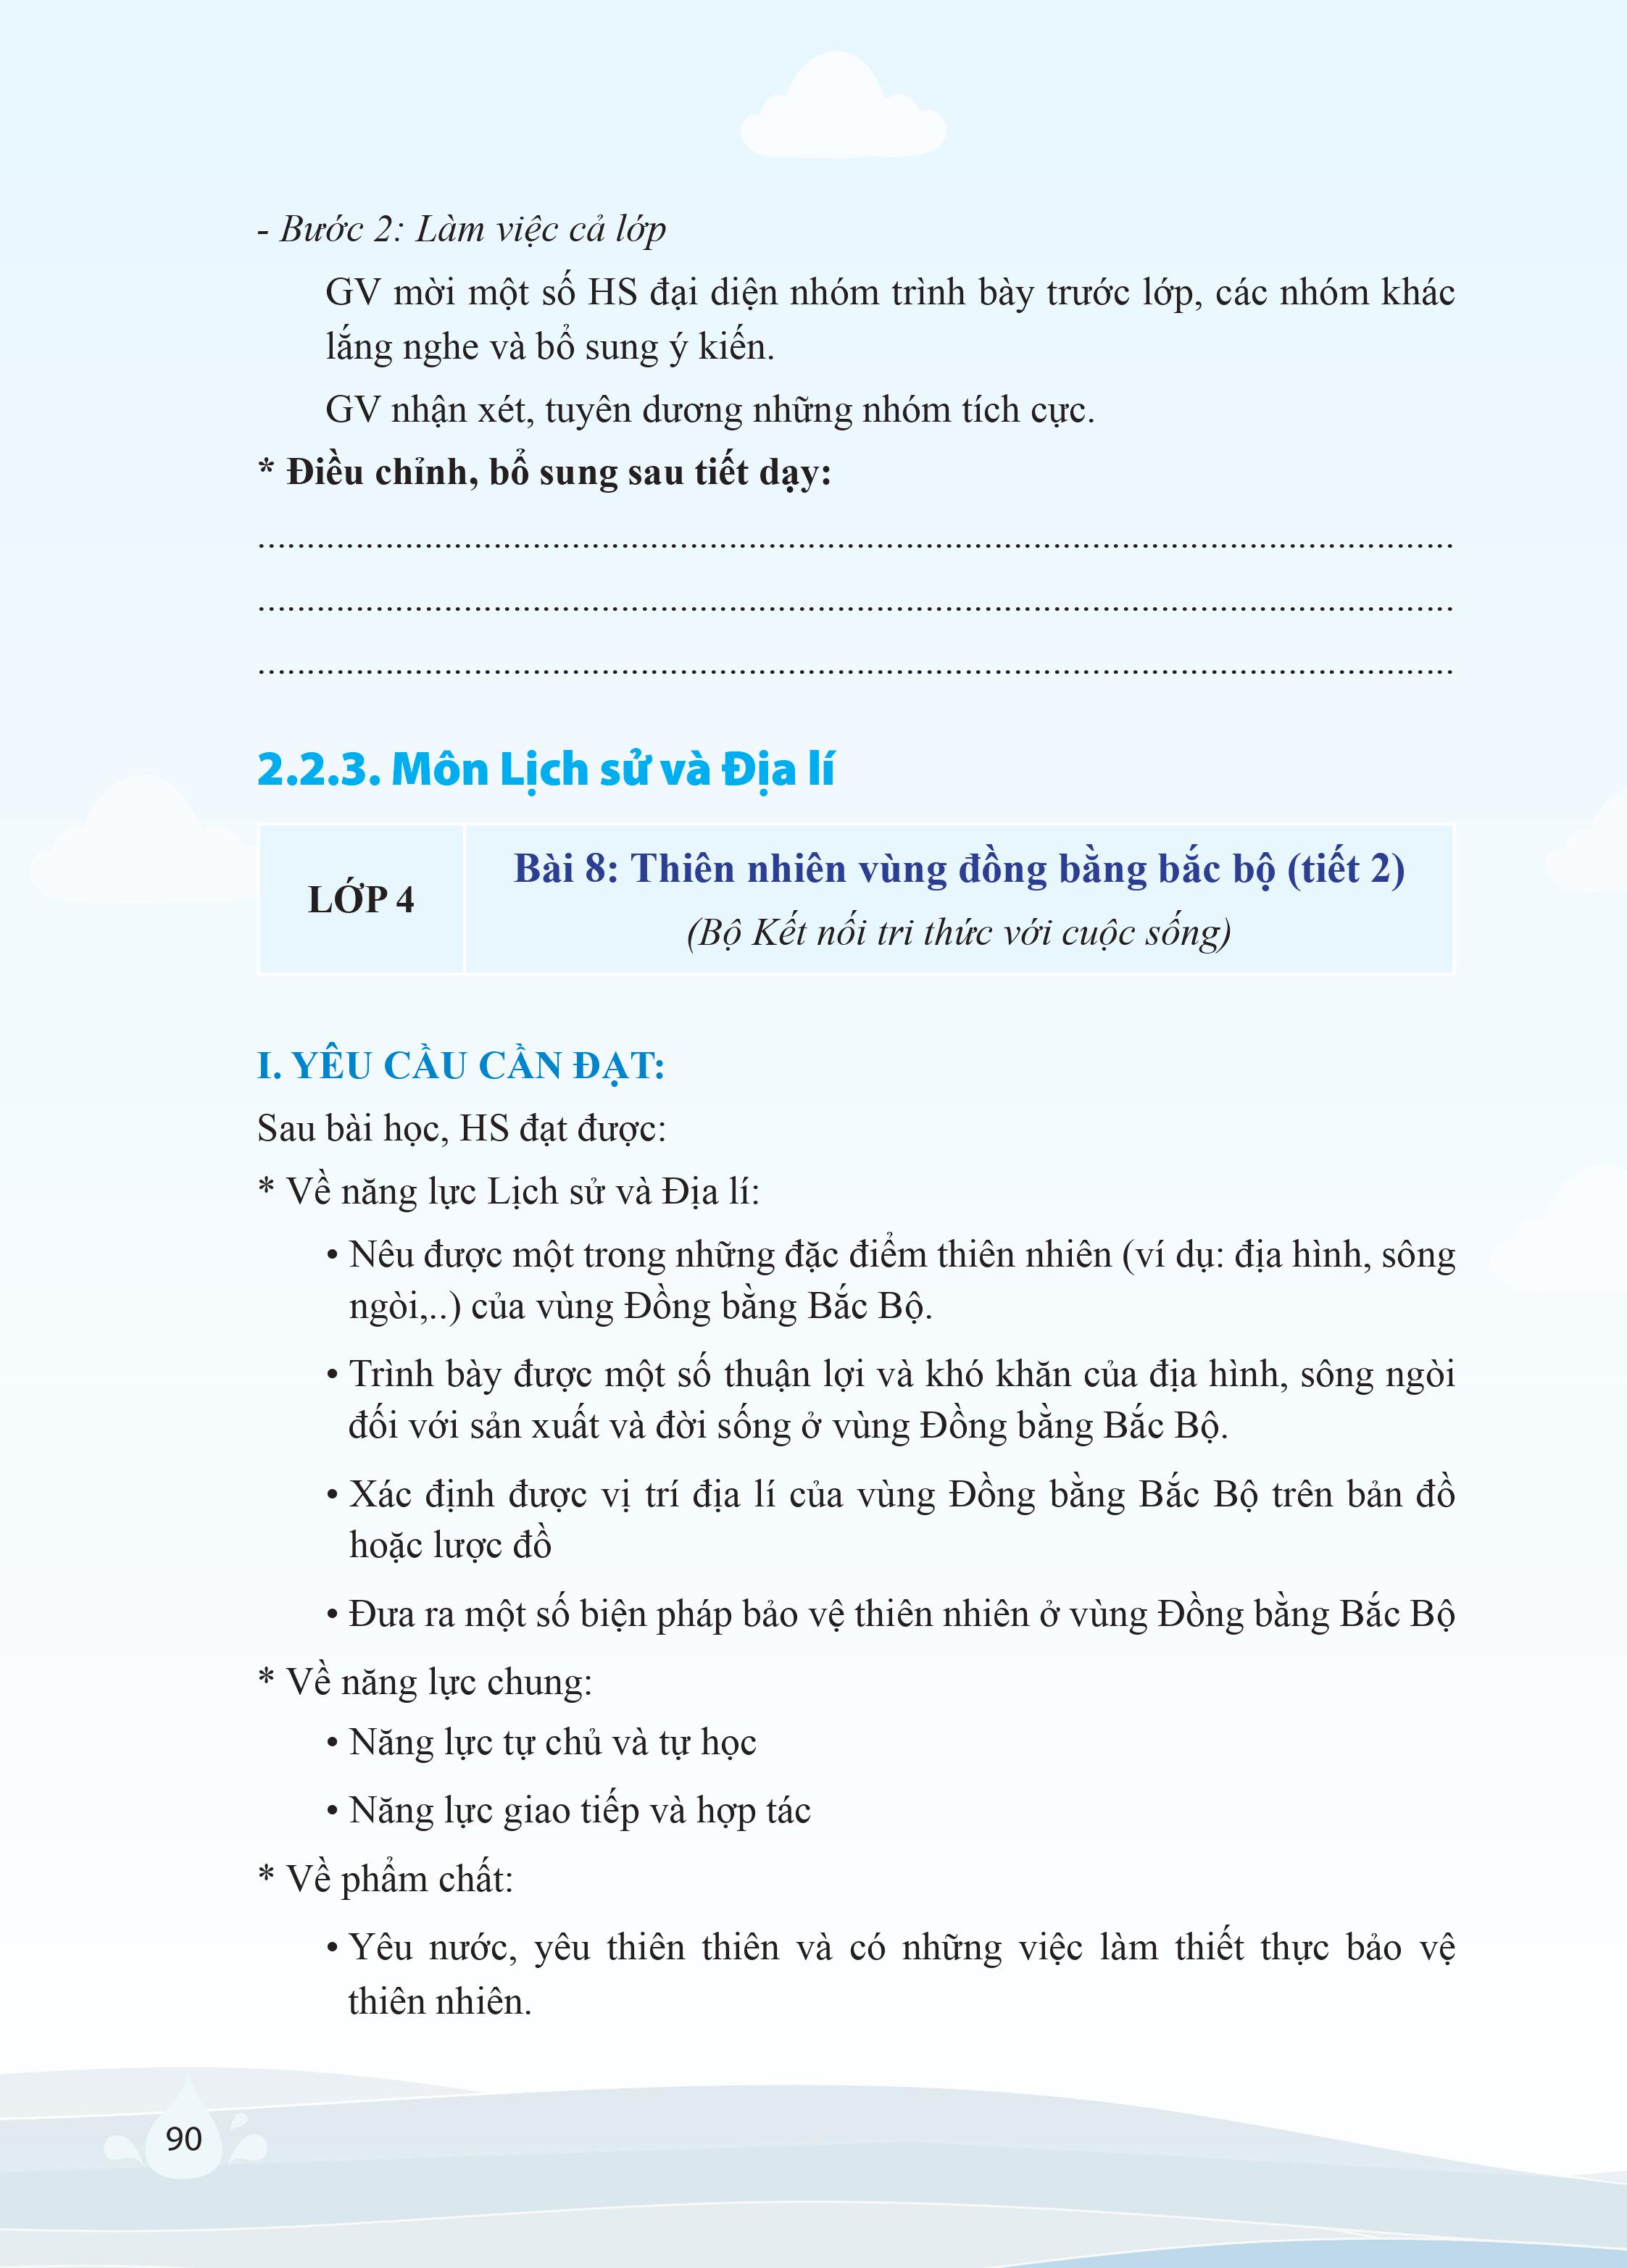 - Bước 2: Làm việc cả lớp
GV mời một số HS đại diện nhóm trình bày trước lớp, các nhóm khác
lắng nghe và bổ sung ý kiến.
GV nhận xét, tuyên dương những nhóm tích cực.
* Điều chỉnh, bổ sung sau tiết dạy:
........................................................................................................................
........................................................................................................................
........................................................................................................................
2.2.3. Môn Lịch sử và Địa lí
LỚP 4
Bài 8: Thiên nhiên vùng đồng bằng bắc bộ (tiết 2)
(Bộ Kết nối tri thức với cuộc sống)
I. YÊU CẦU CẦN ĐẠT:
Sau bài học, HS đạt được:
* Về năng lực Lịch sử và Địa lí:
• Nêu được một trong những đặc điểm thiên nhiên (ví dụ: địa hình, sông
ngòi,..) của vùng Đồng bằng Bắc Bộ.
• Trình bày được một số thuận lợi và khó khăn của địa hình, sông ngòi
đối với sản xuất và đời sống ở vùng Đồng bằng Bắc Bộ.
• Xác định được vị trí địa lí của vùng Đồng bằng Bắc Bộ trên bản đồ
hoặc lược đồ
• Đưa ra một số biện pháp bảo vệ thiên nhiên ở vùng Đồng bằng Bắc Bộ
* Về năng lực chung:
• Năng lực tự chủ và tự học
• Năng lực giao tiếp và hợp tác
* Về phẩm chất:
• Yêu nước, yêu thiên thiên và có những việc làm thiết thực bảo vệ
thiên nhiên.
90